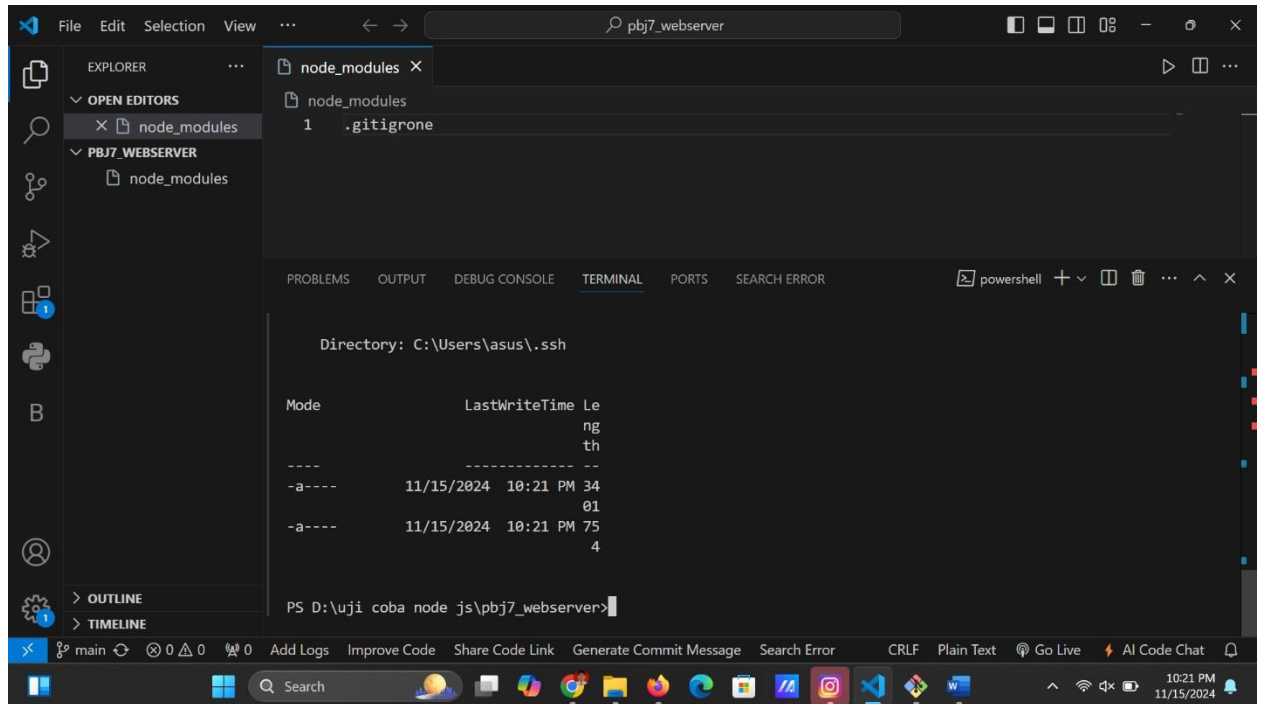 File Edit Selection View ··· pbj7_webserver
EXPLORER ···
OPEN EDITORS
node_modules
PBJ7_WEBSERVER
node_modules
OUTLINE
TIMELINE
node_modules
node_modules
1 .gitigrone
PROBLEMS OUTPUT DEBUG CONSOLE TERMINAL PORTS SEARCH ERROR powershell
Directory: C:\Users\asus\.ssh
Mode LastWriteTime Le
ng
th
---- ------------- --
-a---- 11/15/2024 10:21 PM 34
01
-a---- 11/15/2024 10:21 PM 75
4
PS D:\uji coba node js\pbj7_webserver>
B
1
1
main 0 0 0 Add Logs Improve Code Share Code Link Generate Commit Message Search Error CRLF Plain Text Go Live AI Code Chat
Search
W
10:21 PM
11/15/2024